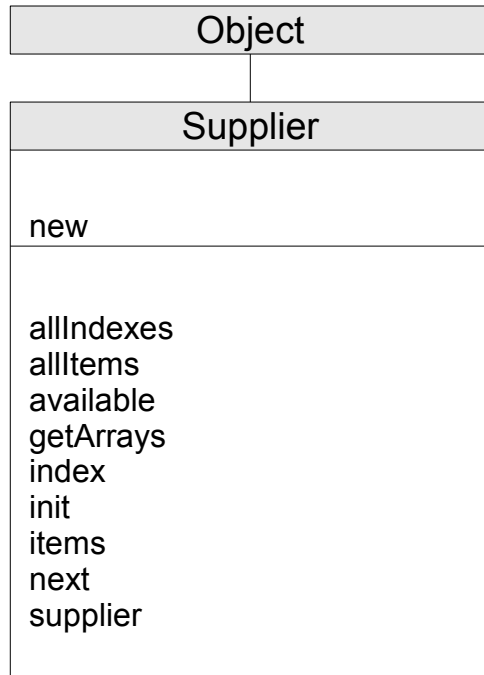 Object
Supplier
new
allIndexes
allItems
available
getArrays
index
init
items
next
supplier